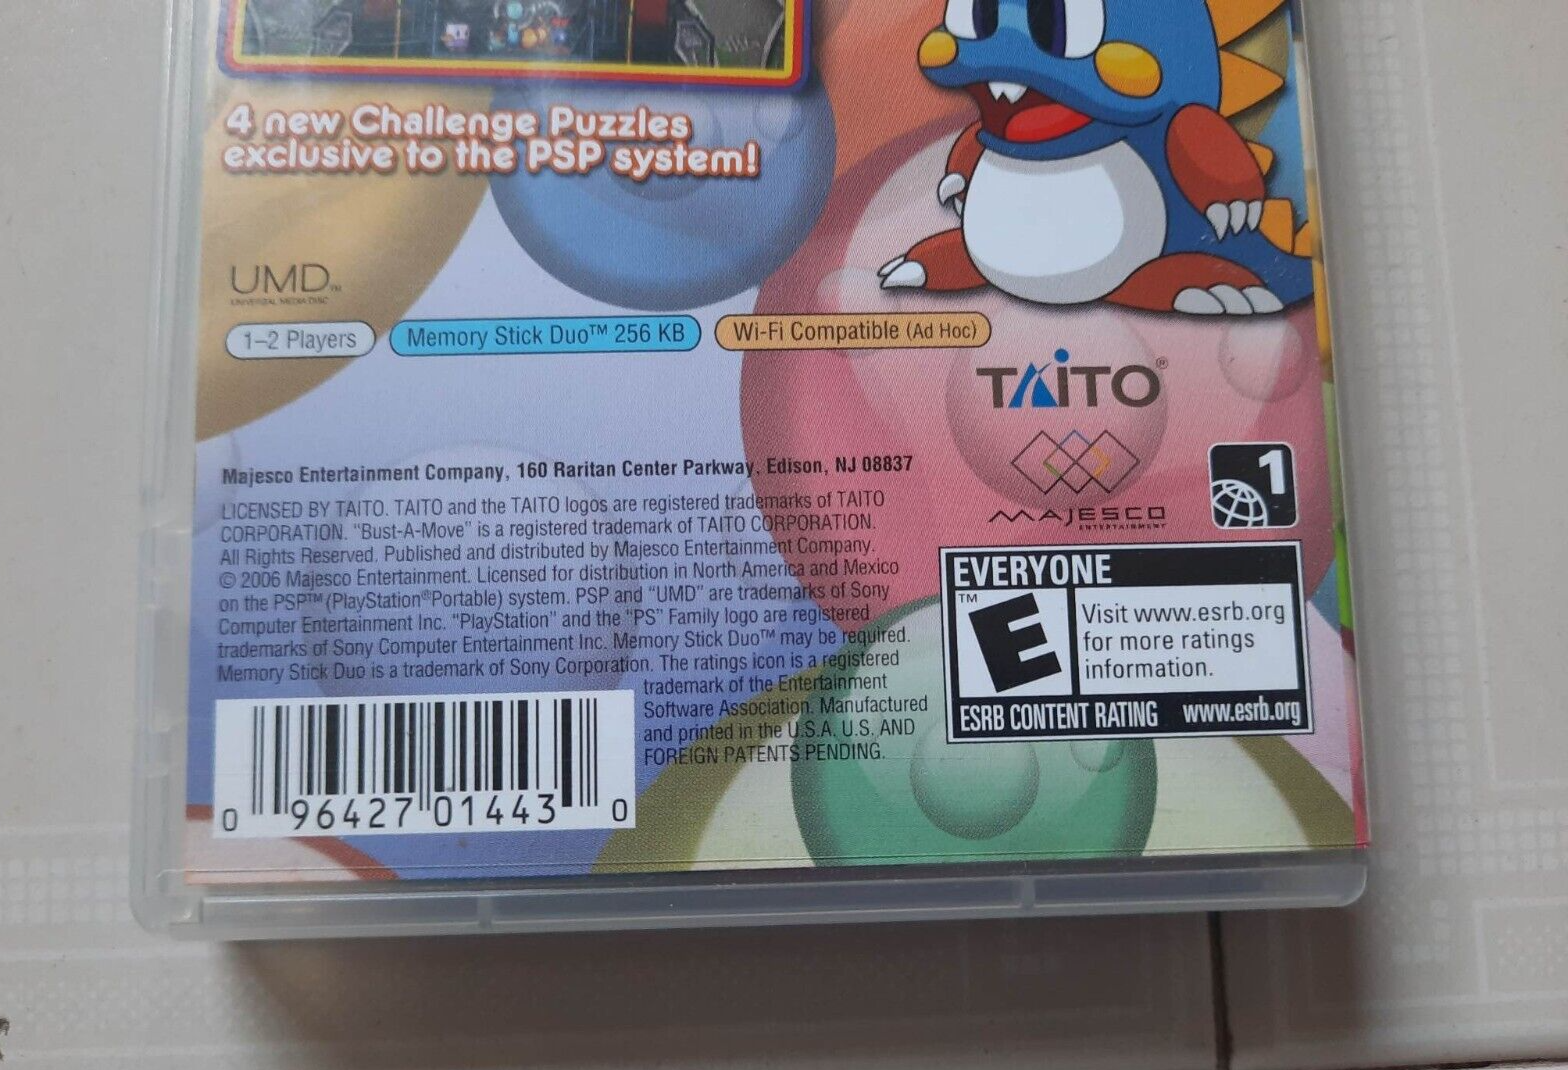 4 new Challenge Puzzles
exclusive to the PSP system!
UMD™
UNIVERSAL MEDIA DISC
1–2 Players
Memory Stick Duo™ 256 KB
Wi-Fi Compatible (Ad Hoc)
TAITO®
MAJESCO
ENTERTAINMENT
1
Majesco Entertainment Company, 160 Raritan Center Parkway, Edison, NJ 08837
LICENSED BY TAITO. TAITO and the TAITO logos are registered trademarks of TAITO
CORPORATION. "Bust-A-Move" is a registered trademark of TAITO CORPORATION.
All Rights Reserved. Published and distributed by Majesco Entertainment Company.
© 2006 Majesco Entertainment. Licensed for distribution in North America and Mexico
on the PSP™ (PlayStation®Portable) system. PSP and "UMD" are trademarks of Sony
Computer Entertainment Inc. "PlayStation" and the "PS" Family logo are registered
trademarks of Sony Computer Entertainment Inc. Memory Stick Duo™ may be required.
Memory Stick Duo is a trademark of Sony Corporation. The ratings icon is a registered
trademark of the Entertainment
Software Association. Manufactured
and printed in the U.S.A. U.S. AND
FOREIGN PATENTS PENDING.
EVERYONE
™
E
Visit www.esrb.org
for more ratings
information.
ESRB CONTENT RATING www.esrb.org
0 96427 01443 0